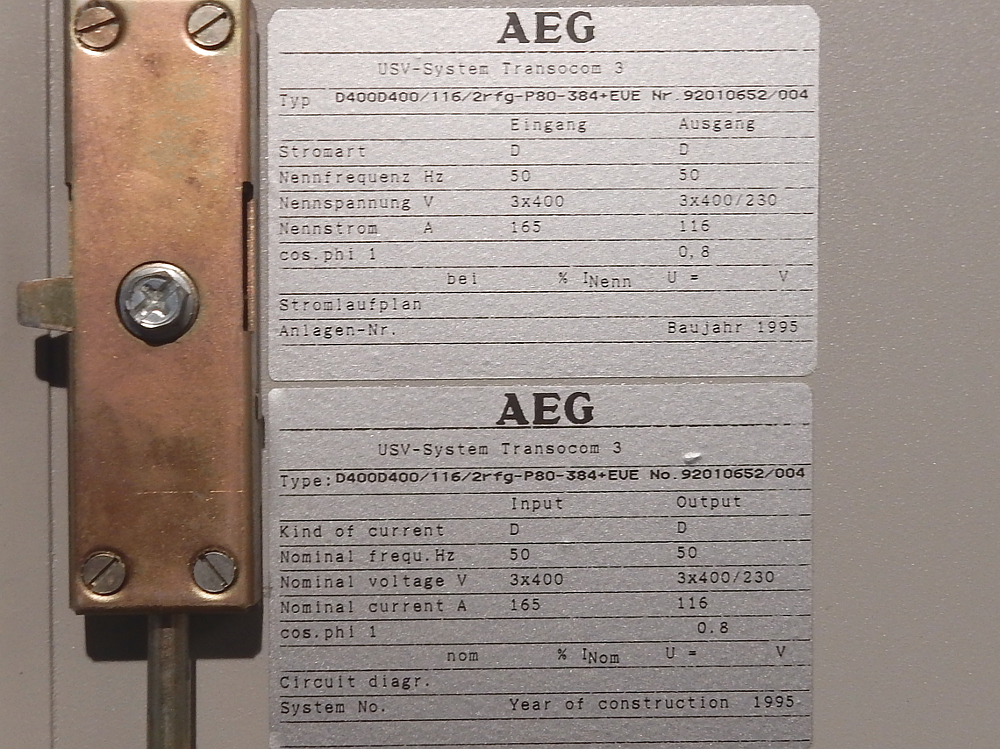 AEG
USV-System Transocom 3
Typ D400D400/116/2rfg-P80-384+EUE Nr.92010652/004
Eingang Ausgang
Stromart D D
Nennfrequenz Hz 50 50
Nennspannung V 3x400 3x400/230
Nennstrom A 165 116
cos.phi 1 0,8
bei % INenn U = V
Stromlaufplan
Anlagen-Nr. Baujahr 1995
AEG
USV-System Transocom 3
Type: D400D400/116/2rfg-P80-384+EUE No.92010652/004
Input Output
Kind of current D D
Nominal frequ.Hz 50 50
Nominal voltage V 3x400 3x400/230
Nominal current A 165 116
cos.phi 1 0.8
nom % INom U = V
Circuit diagr.
System No. Year of construction 1995